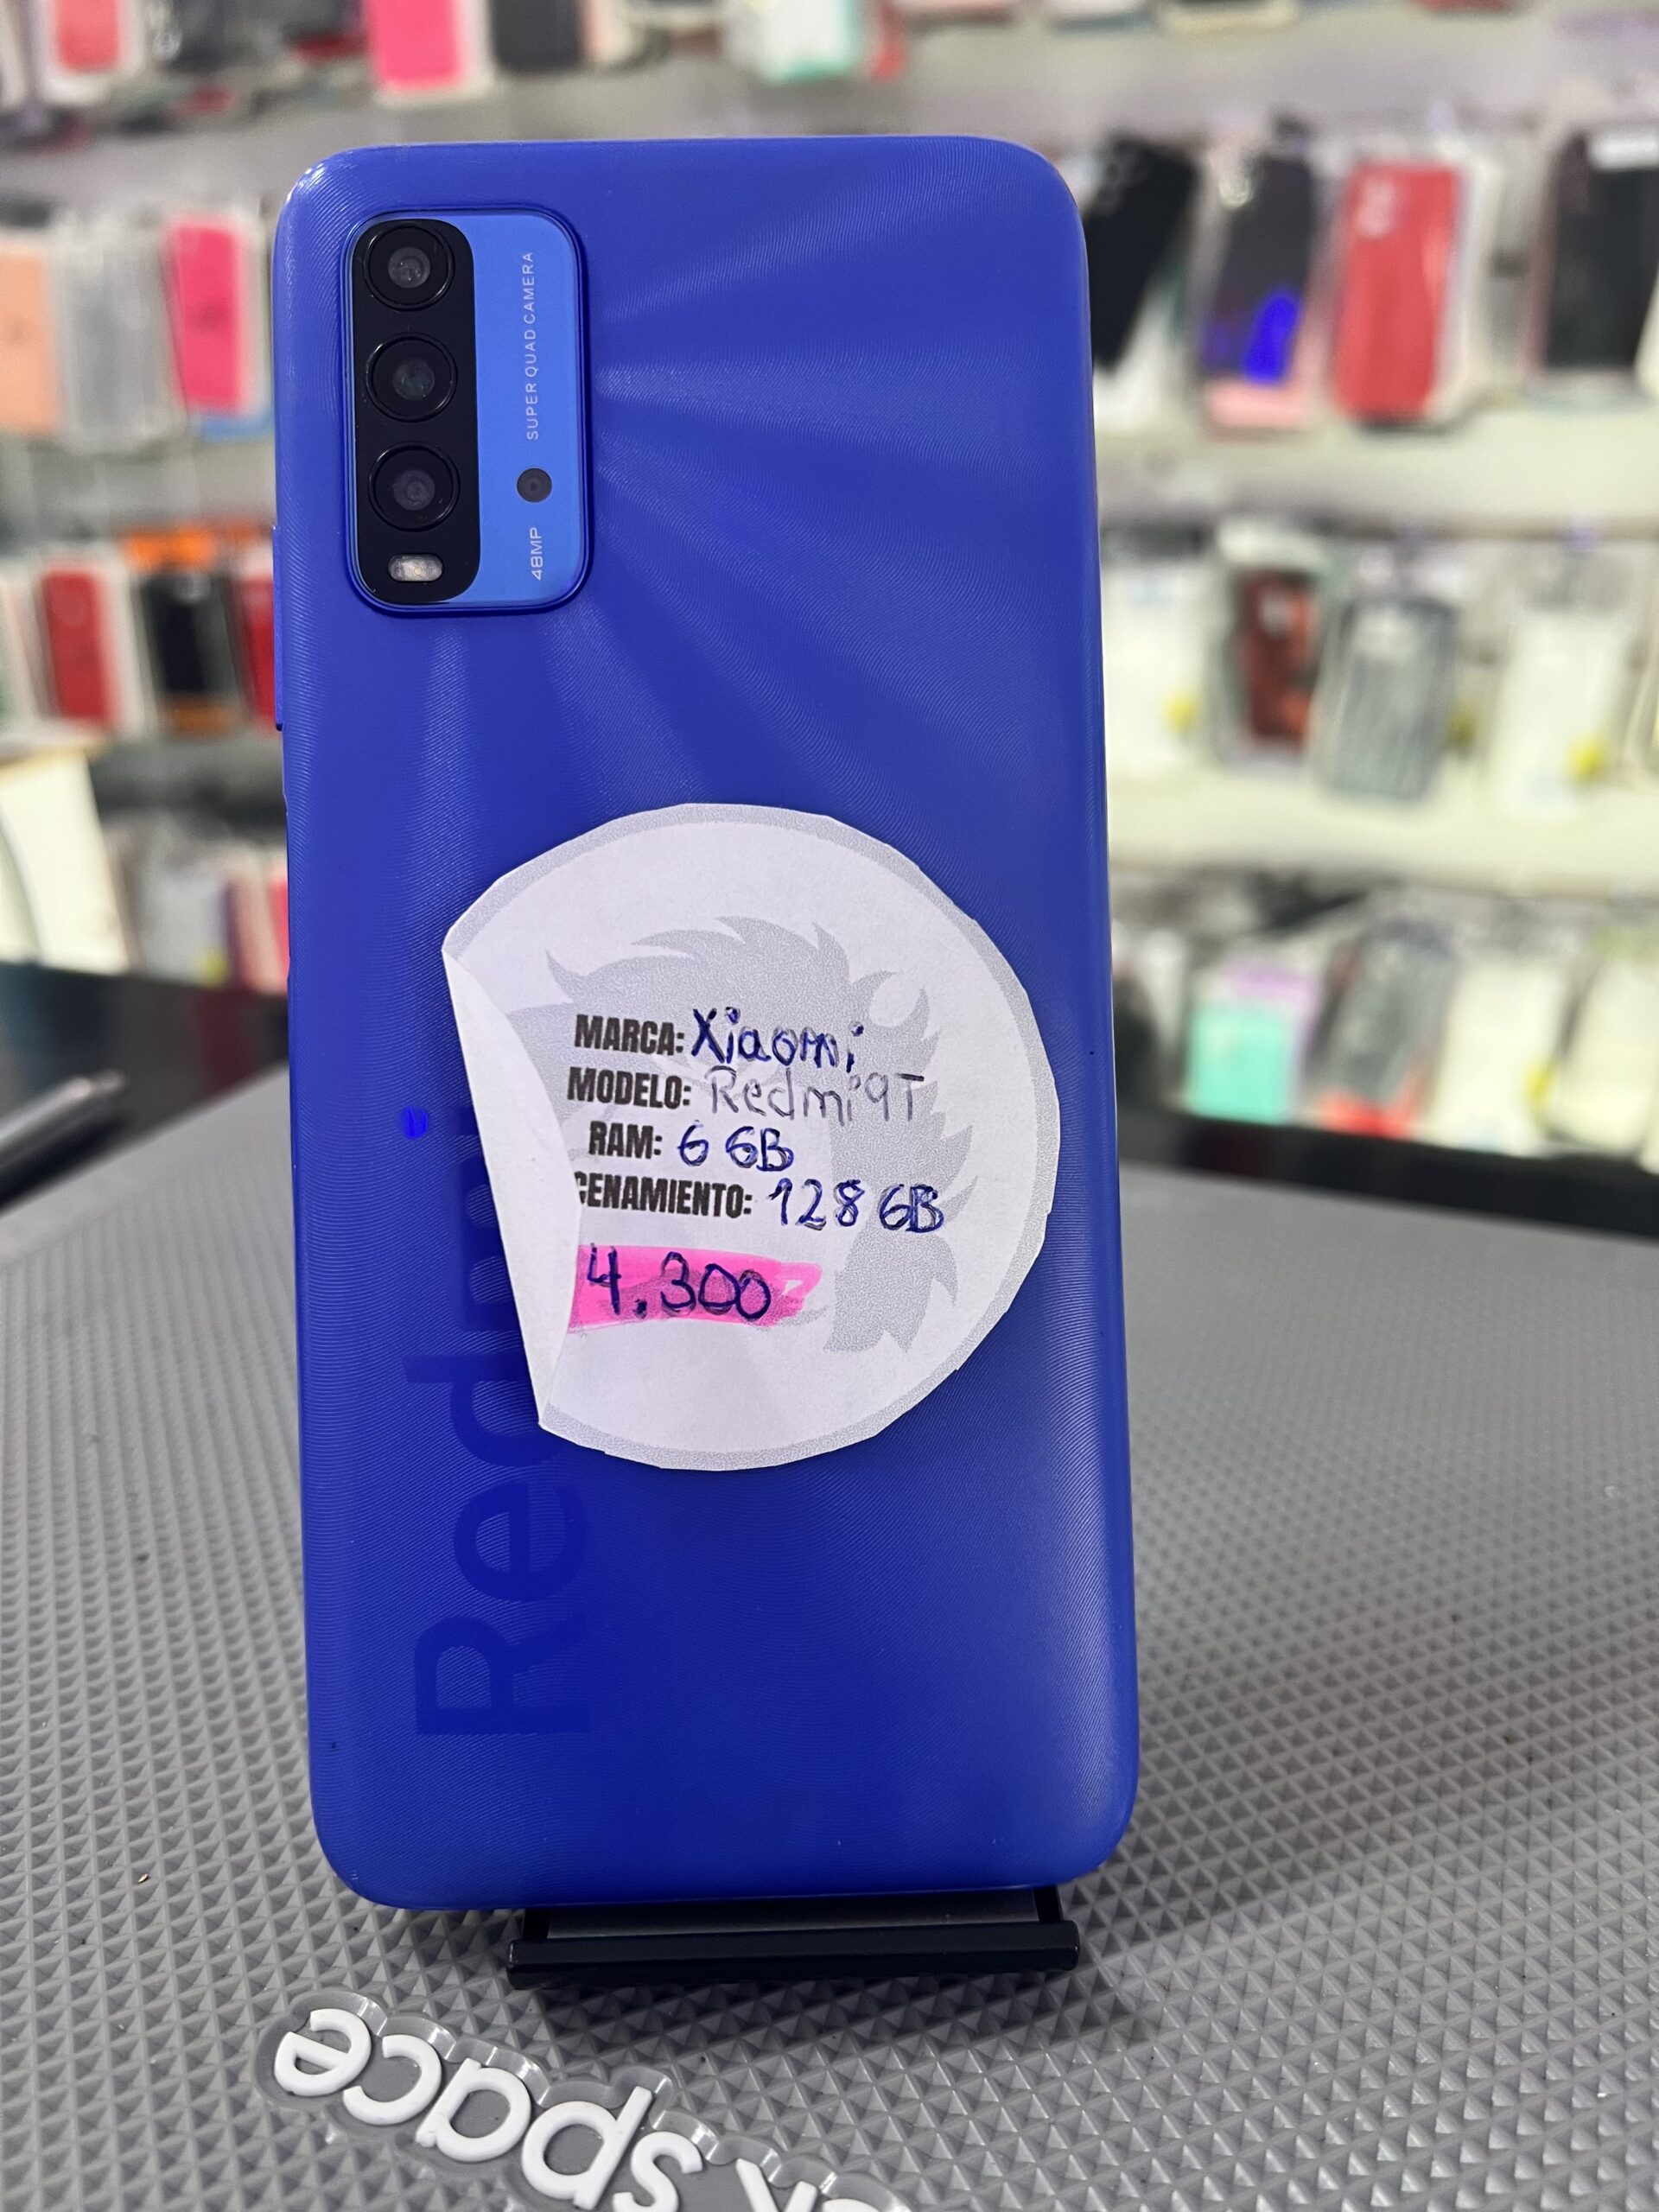 SUPER QUAD CAMERA
48MP
MARCA: Xiaomi
MODELO: Redmi 9T
RAM: 6 GB
CENAMIENTO: 128 GB
4.300
Redmi
space